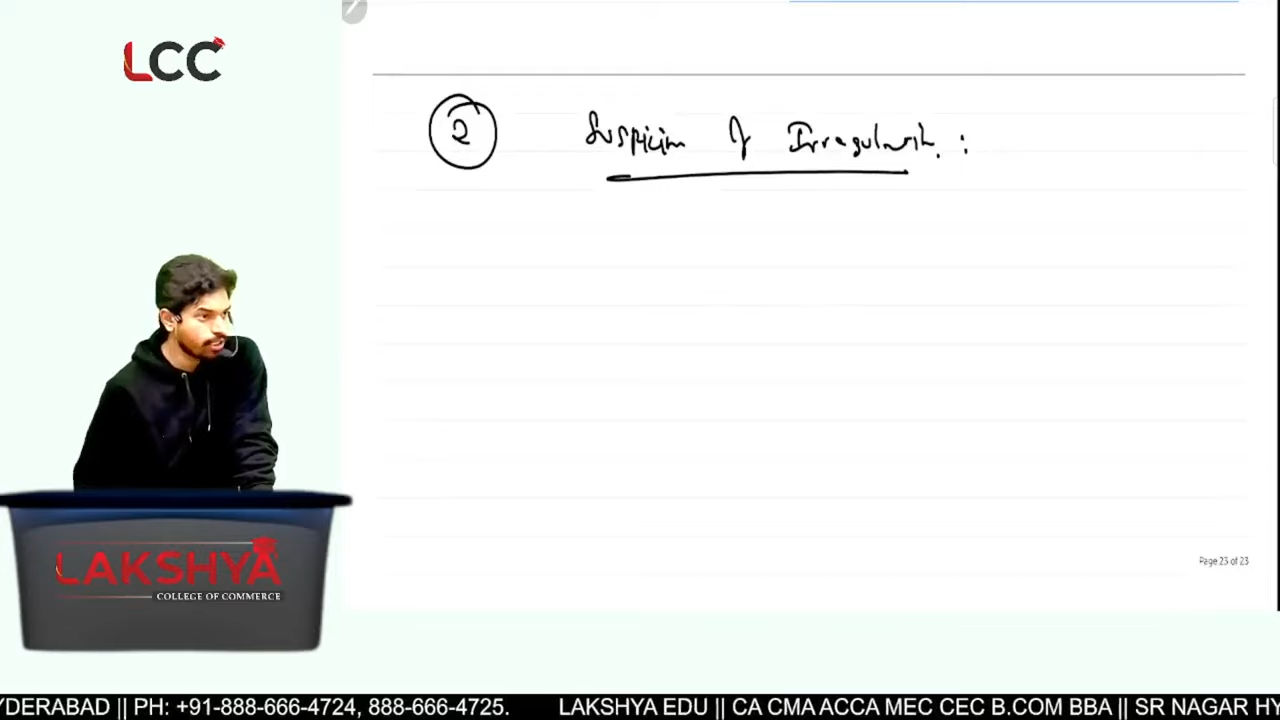 LCC
2 Suspicion of Irregularity :
LAKSHYA
COLLEGE OF COMMERCE
Page 23 of 23
YDERABAD || PH: +91-888-666-4724, 888-666-4725. LAKSHYA EDU || CA CMA ACCA MEC CEC B.COM BBA || SR NAGAR HY